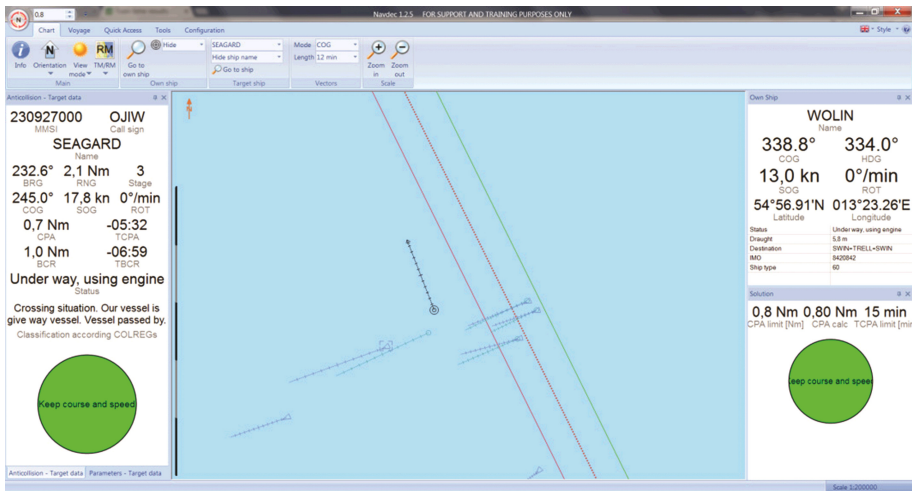 0.8
Navdec 1.2.5 FOR SUPPORT AND TRAINING PURPOSES ONLY
N
Chart Voyage Quick Access Tools Configuration
Style
Info
Orientation
View mode
RM
TM/RM
Main
Go to own ship
Hide
Own ship
SEAGARD
Hide ship name
Go to ship
Target ship
Mode COG
Length 12 min
Vectors
Zoom in
Zoom out
Scale
Anticollision - Target data
230927000 OJIW
MMSI Call sign
SEAGARD
Name
232.6° 2,1 Nm 3
BRG RNG Stage
245.0° 17,8 kn 0°/min
COG SOG ROT
0,7 Nm -05:32
CPA TCPA
1,0 Nm -06:59
BCR TBCR
Under way, using engine
Status
Crossing situation. Our vessel is
give way vessel. Vessel passed by.
Classification according COLREGs
Keep course and speed
Anticollision - Target data Parameters - Target data
N
Own Ship
WOLIN
Name
338.8° 334.0°
COG HDG
13,0 kn 0°/min
SOG ROT
54°56.91'N 013°23.26'E
Latitude Longitude
Status Under way, using engine
Draught 5,8 m
Destination SWIN+TRELL+SWIN
IMO 8420842
Ship type 60
Solution
0,8 Nm 0,80 Nm 15 min
CPA limit [Nm] CPA calc TCPA limit [min
eep course and spee
Scale 1:200000